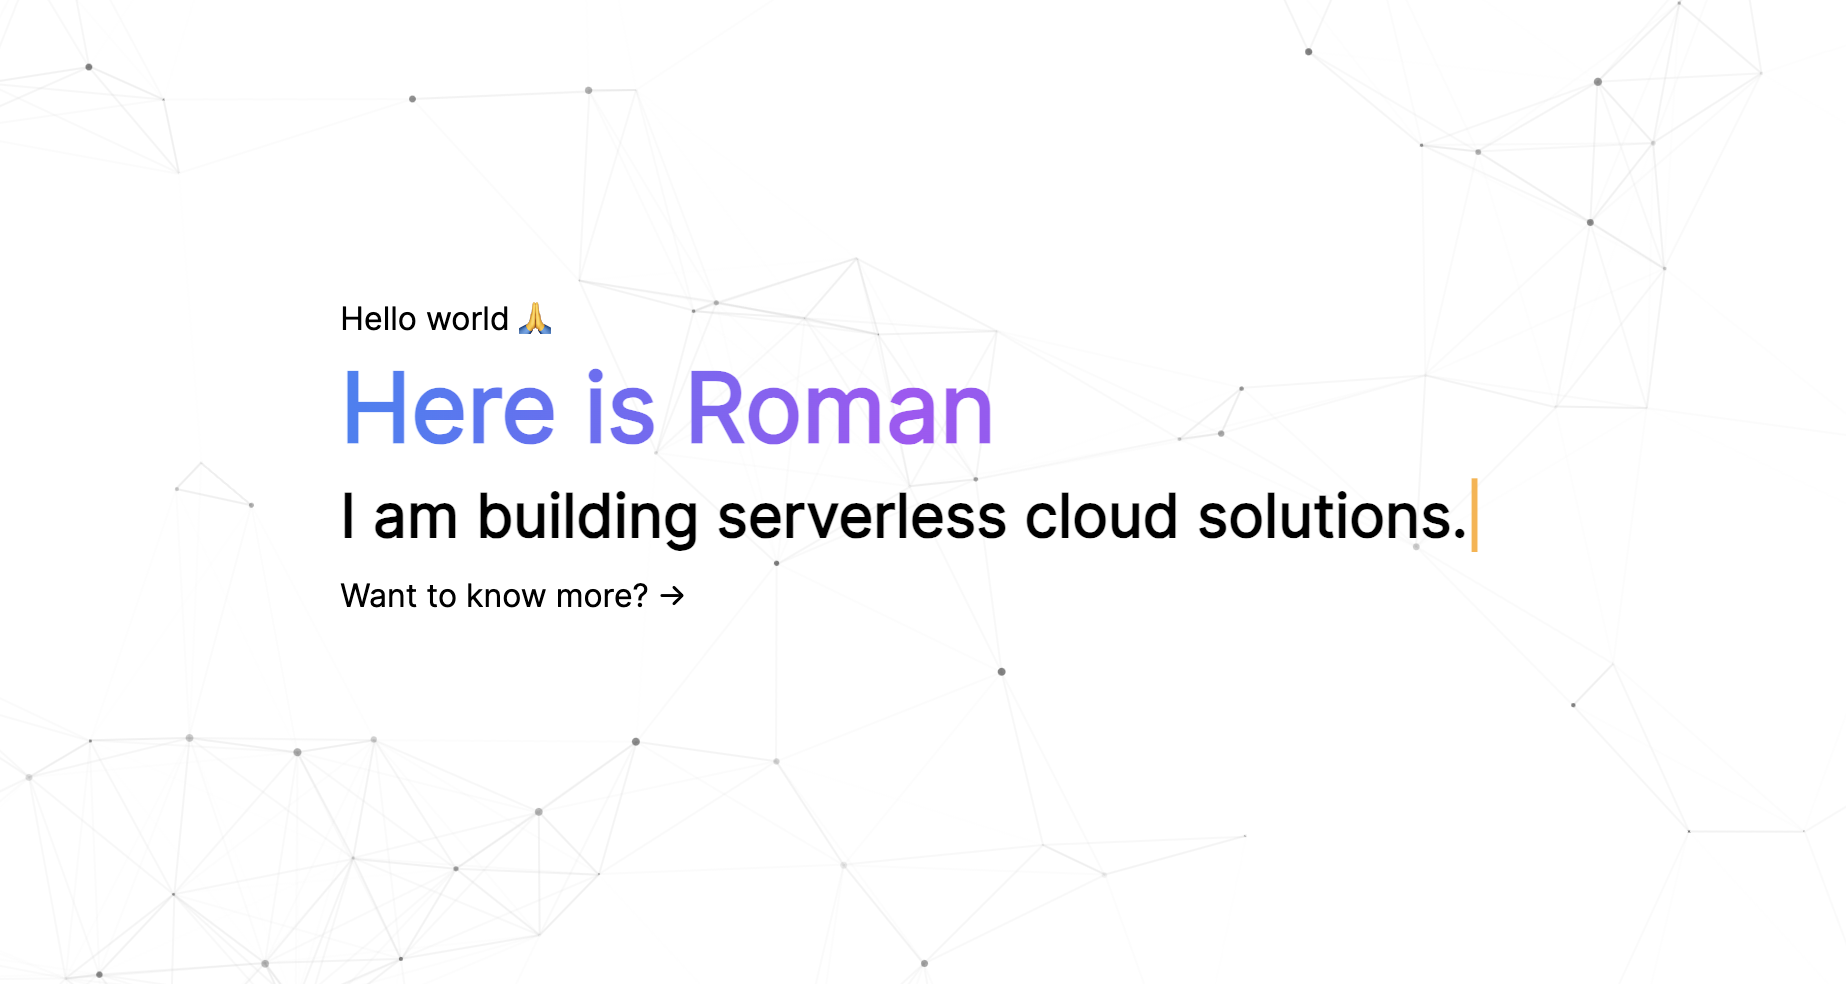 Hello world 🙏
Here is Roman
I am building serverless cloud solutions.
Want to know more? →